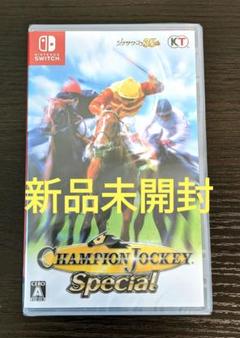 NINTENDO
SWITCH
KT
新品未開封
CHAMPION JOCKEY
Special
CERO
A